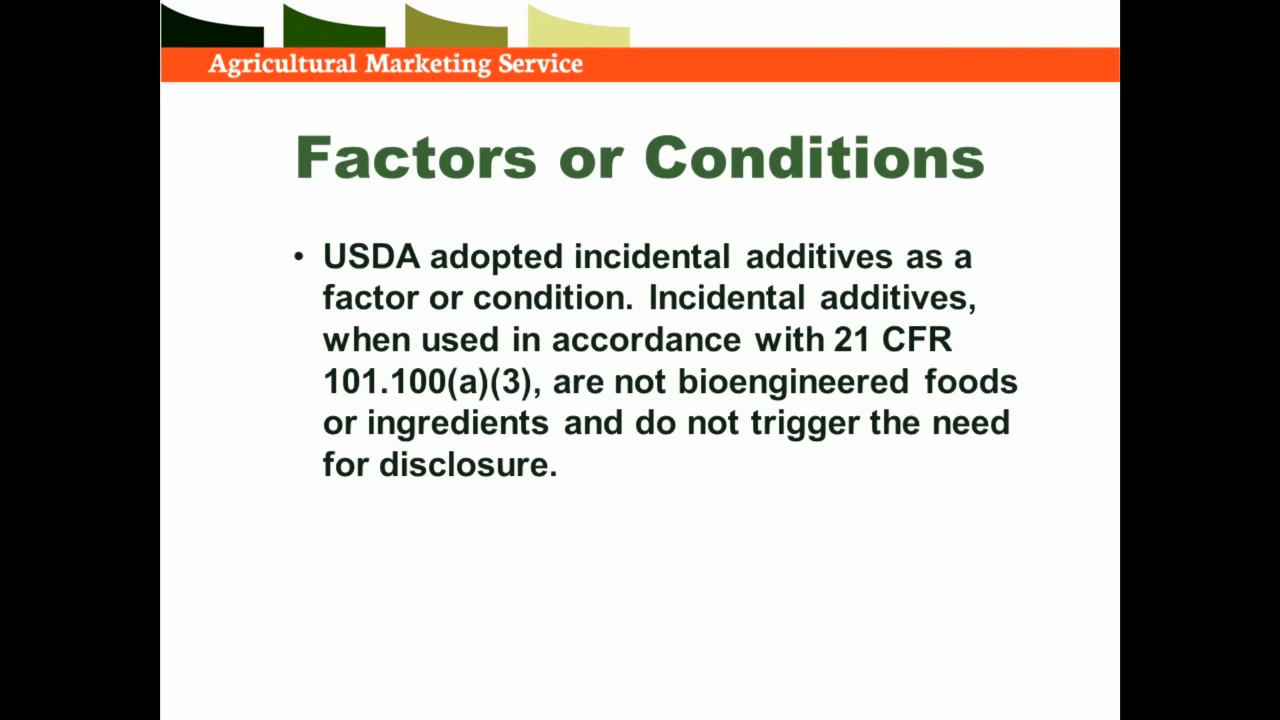 Agricultural Marketing Service
Factors or Conditions
• USDA adopted incidental additives as a
factor or condition. Incidental additives,
when used in accordance with 21 CFR
101.100(a)(3), are not bioengineered foods
or ingredients and do not trigger the need
for disclosure.